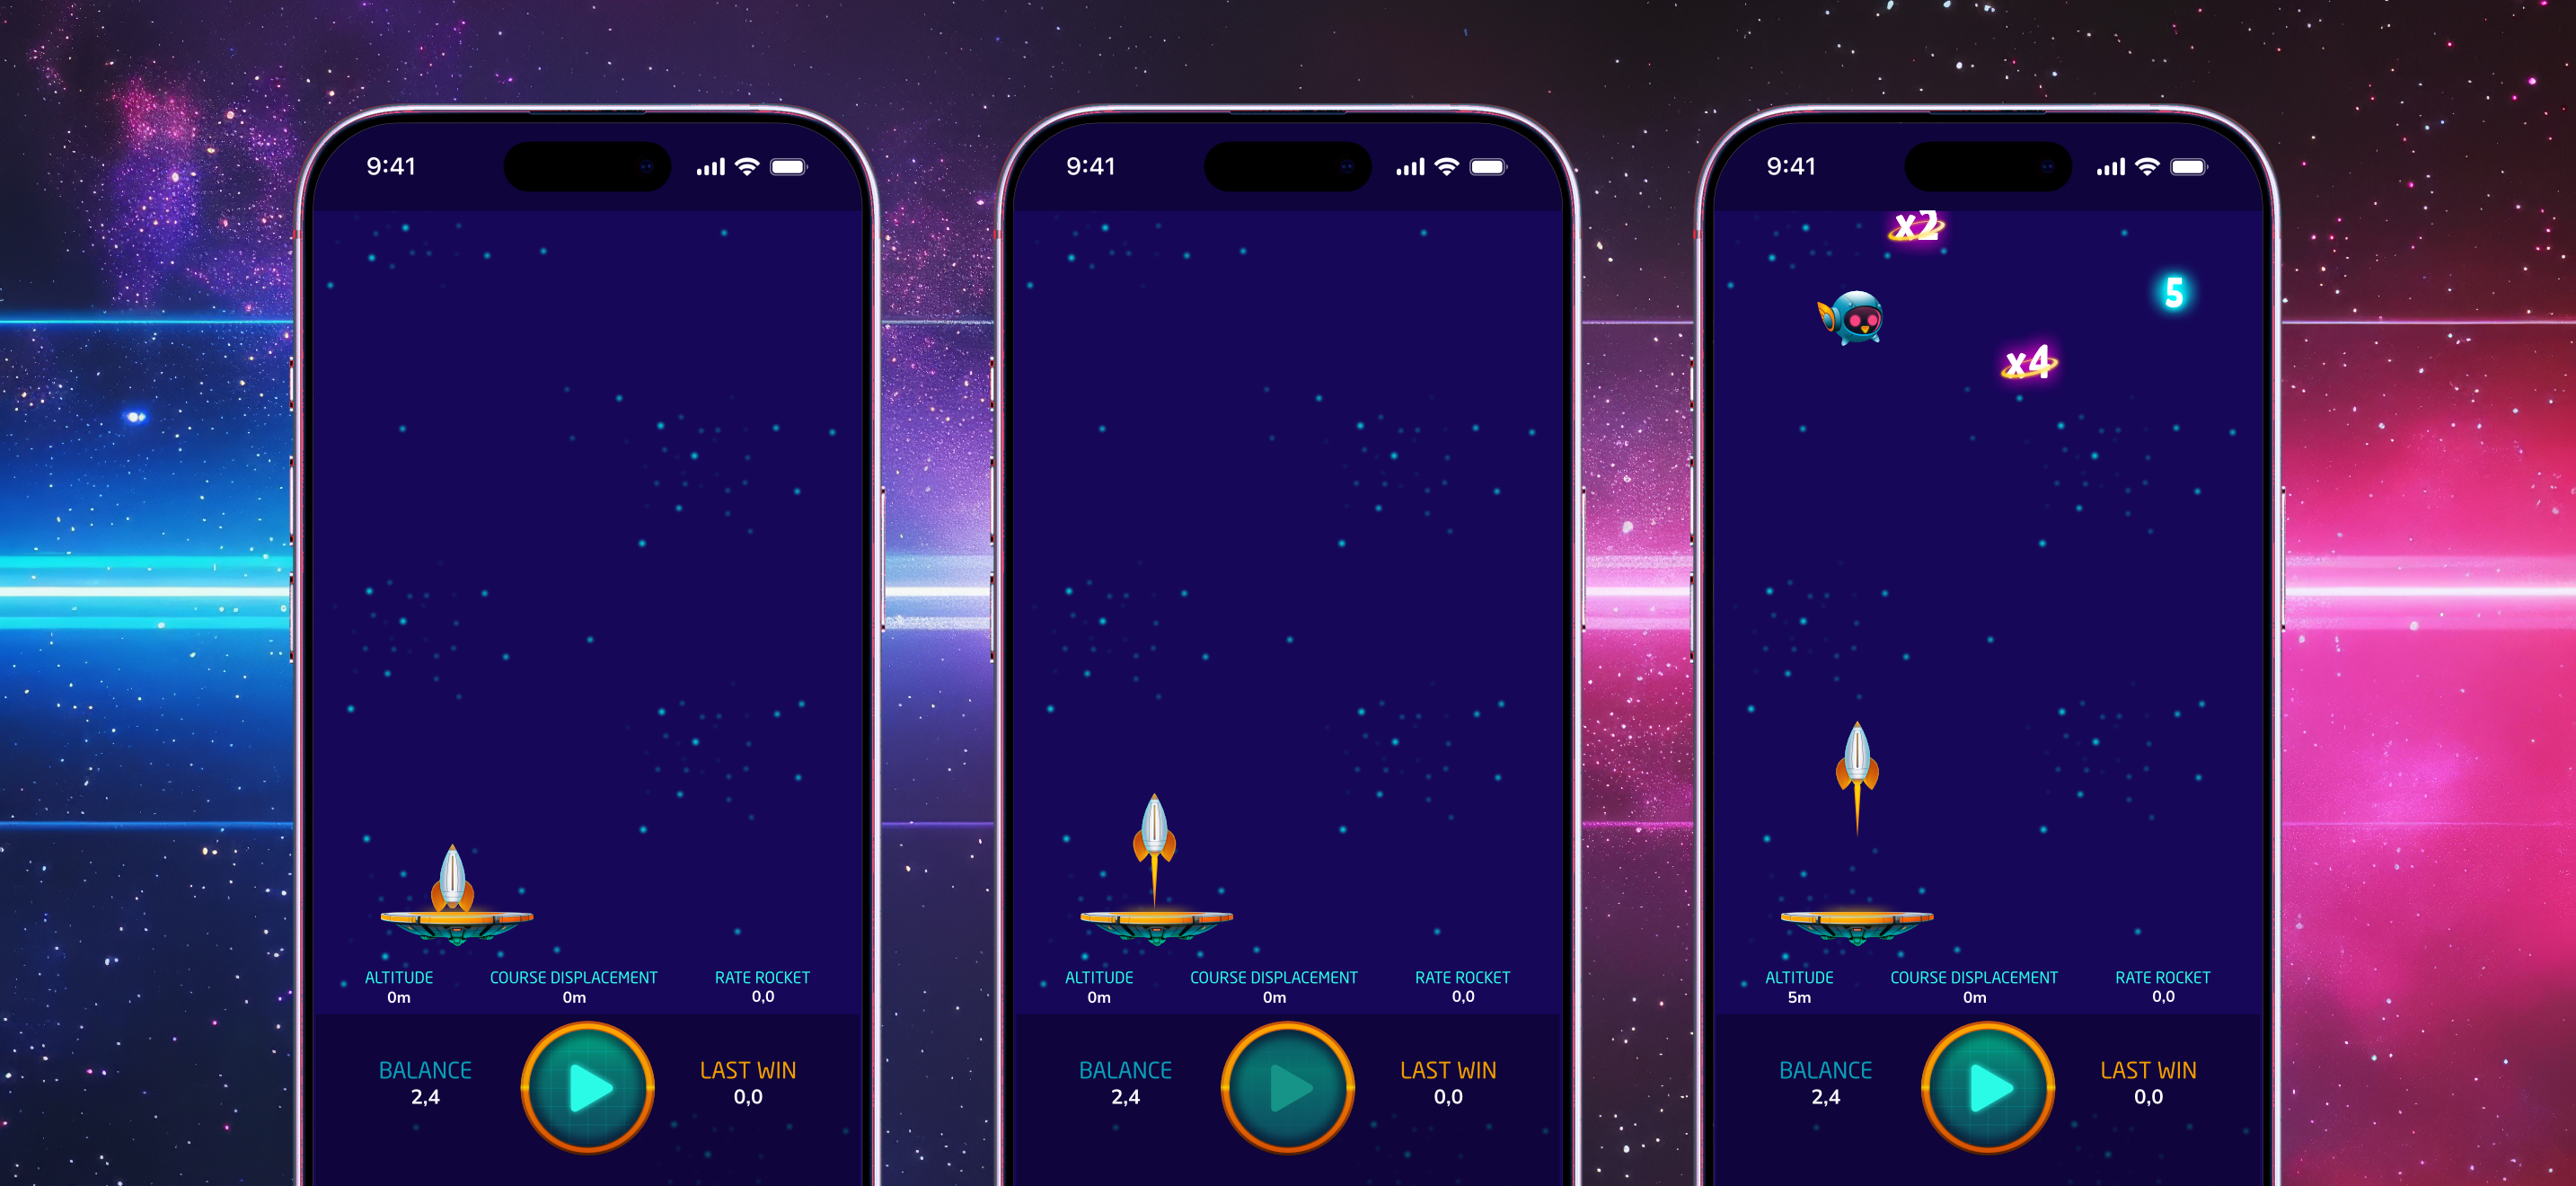 9:41
ALTITUDE COURSE DISPLACEMENT RATE ROCKET
0m 0m 0,0
BALANCE LAST WIN
2,4 0,0
9:41
ALTITUDE COURSE DISPLACEMENT RATE ROCKET
0m 0m 0,0
BALANCE LAST WIN
2,4 0,0
9:41
x2
5
x4
ALTITUDE COURSE DISPLACEMENT RATE ROCKET
5m 0m 0,0
BALANCE LAST WIN
2,4 0,0